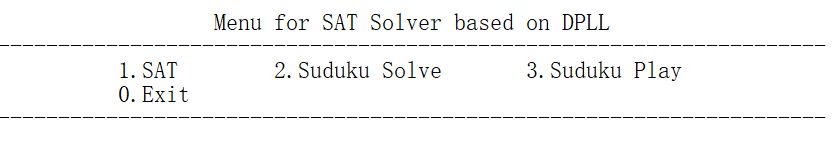 Menu for SAT Solver based on DPLL
1.SAT 2.Suduku Solve 3.Suduku Play
0.Exit